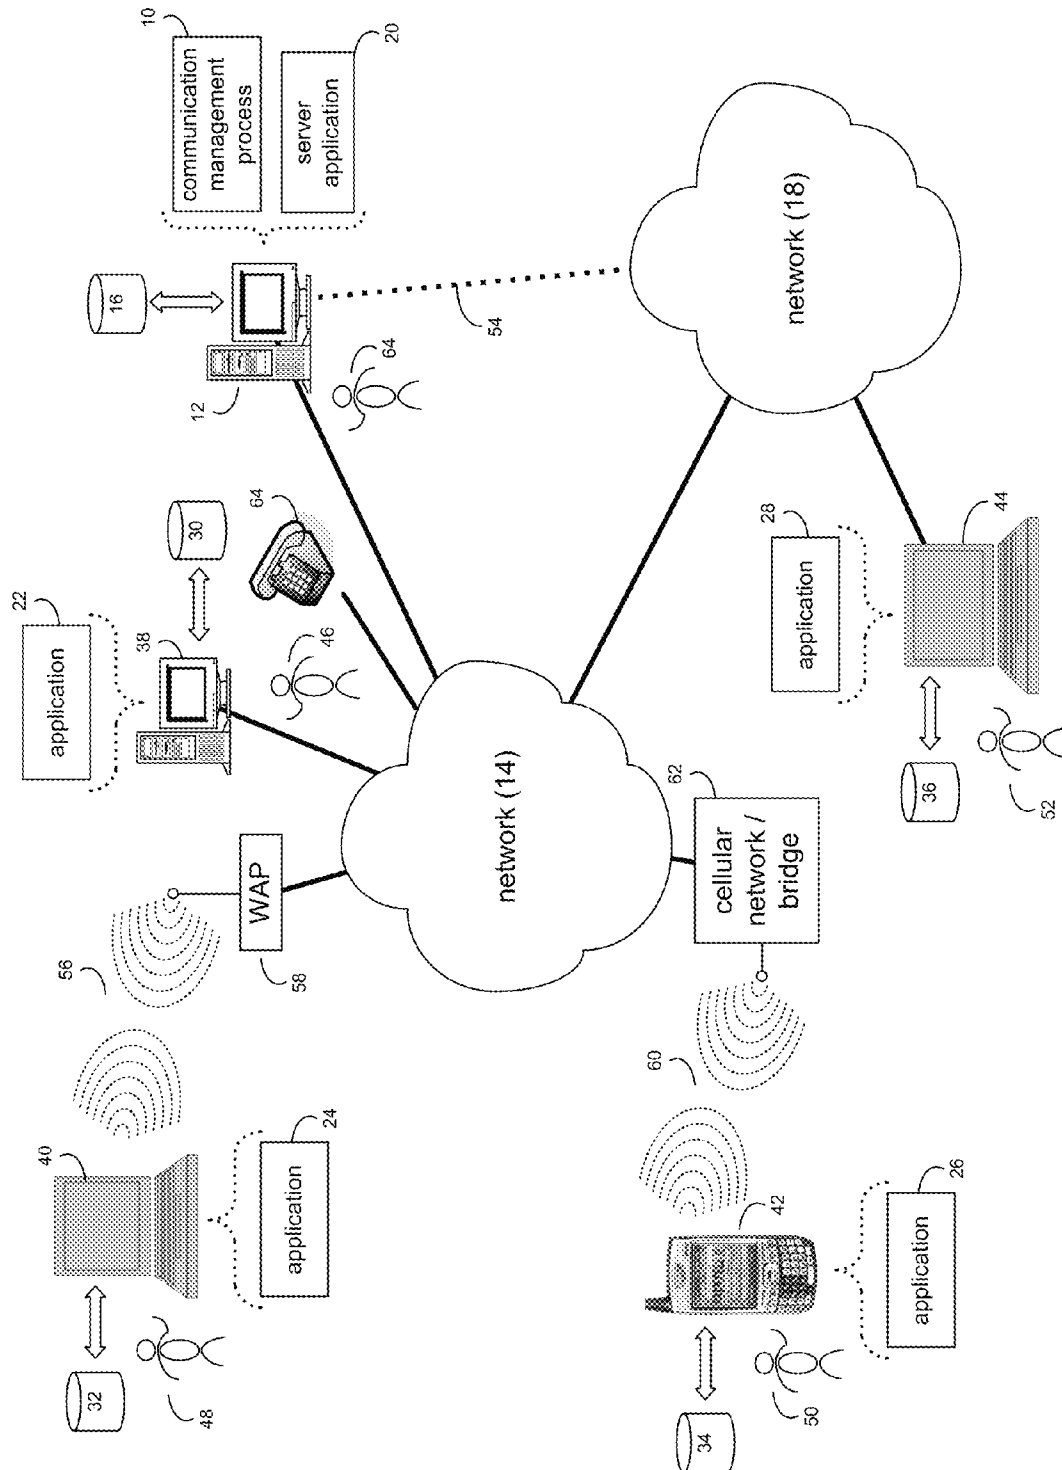 10
communication
management
process
20
server
application
16
12
64
54
network (18)
30
64
22
application
38
46
28
application
44
36
52
network (14)
62
cellular
network /
bridge
WAP
58
56
60
40
24
application
32
48
42
26
application
34
50